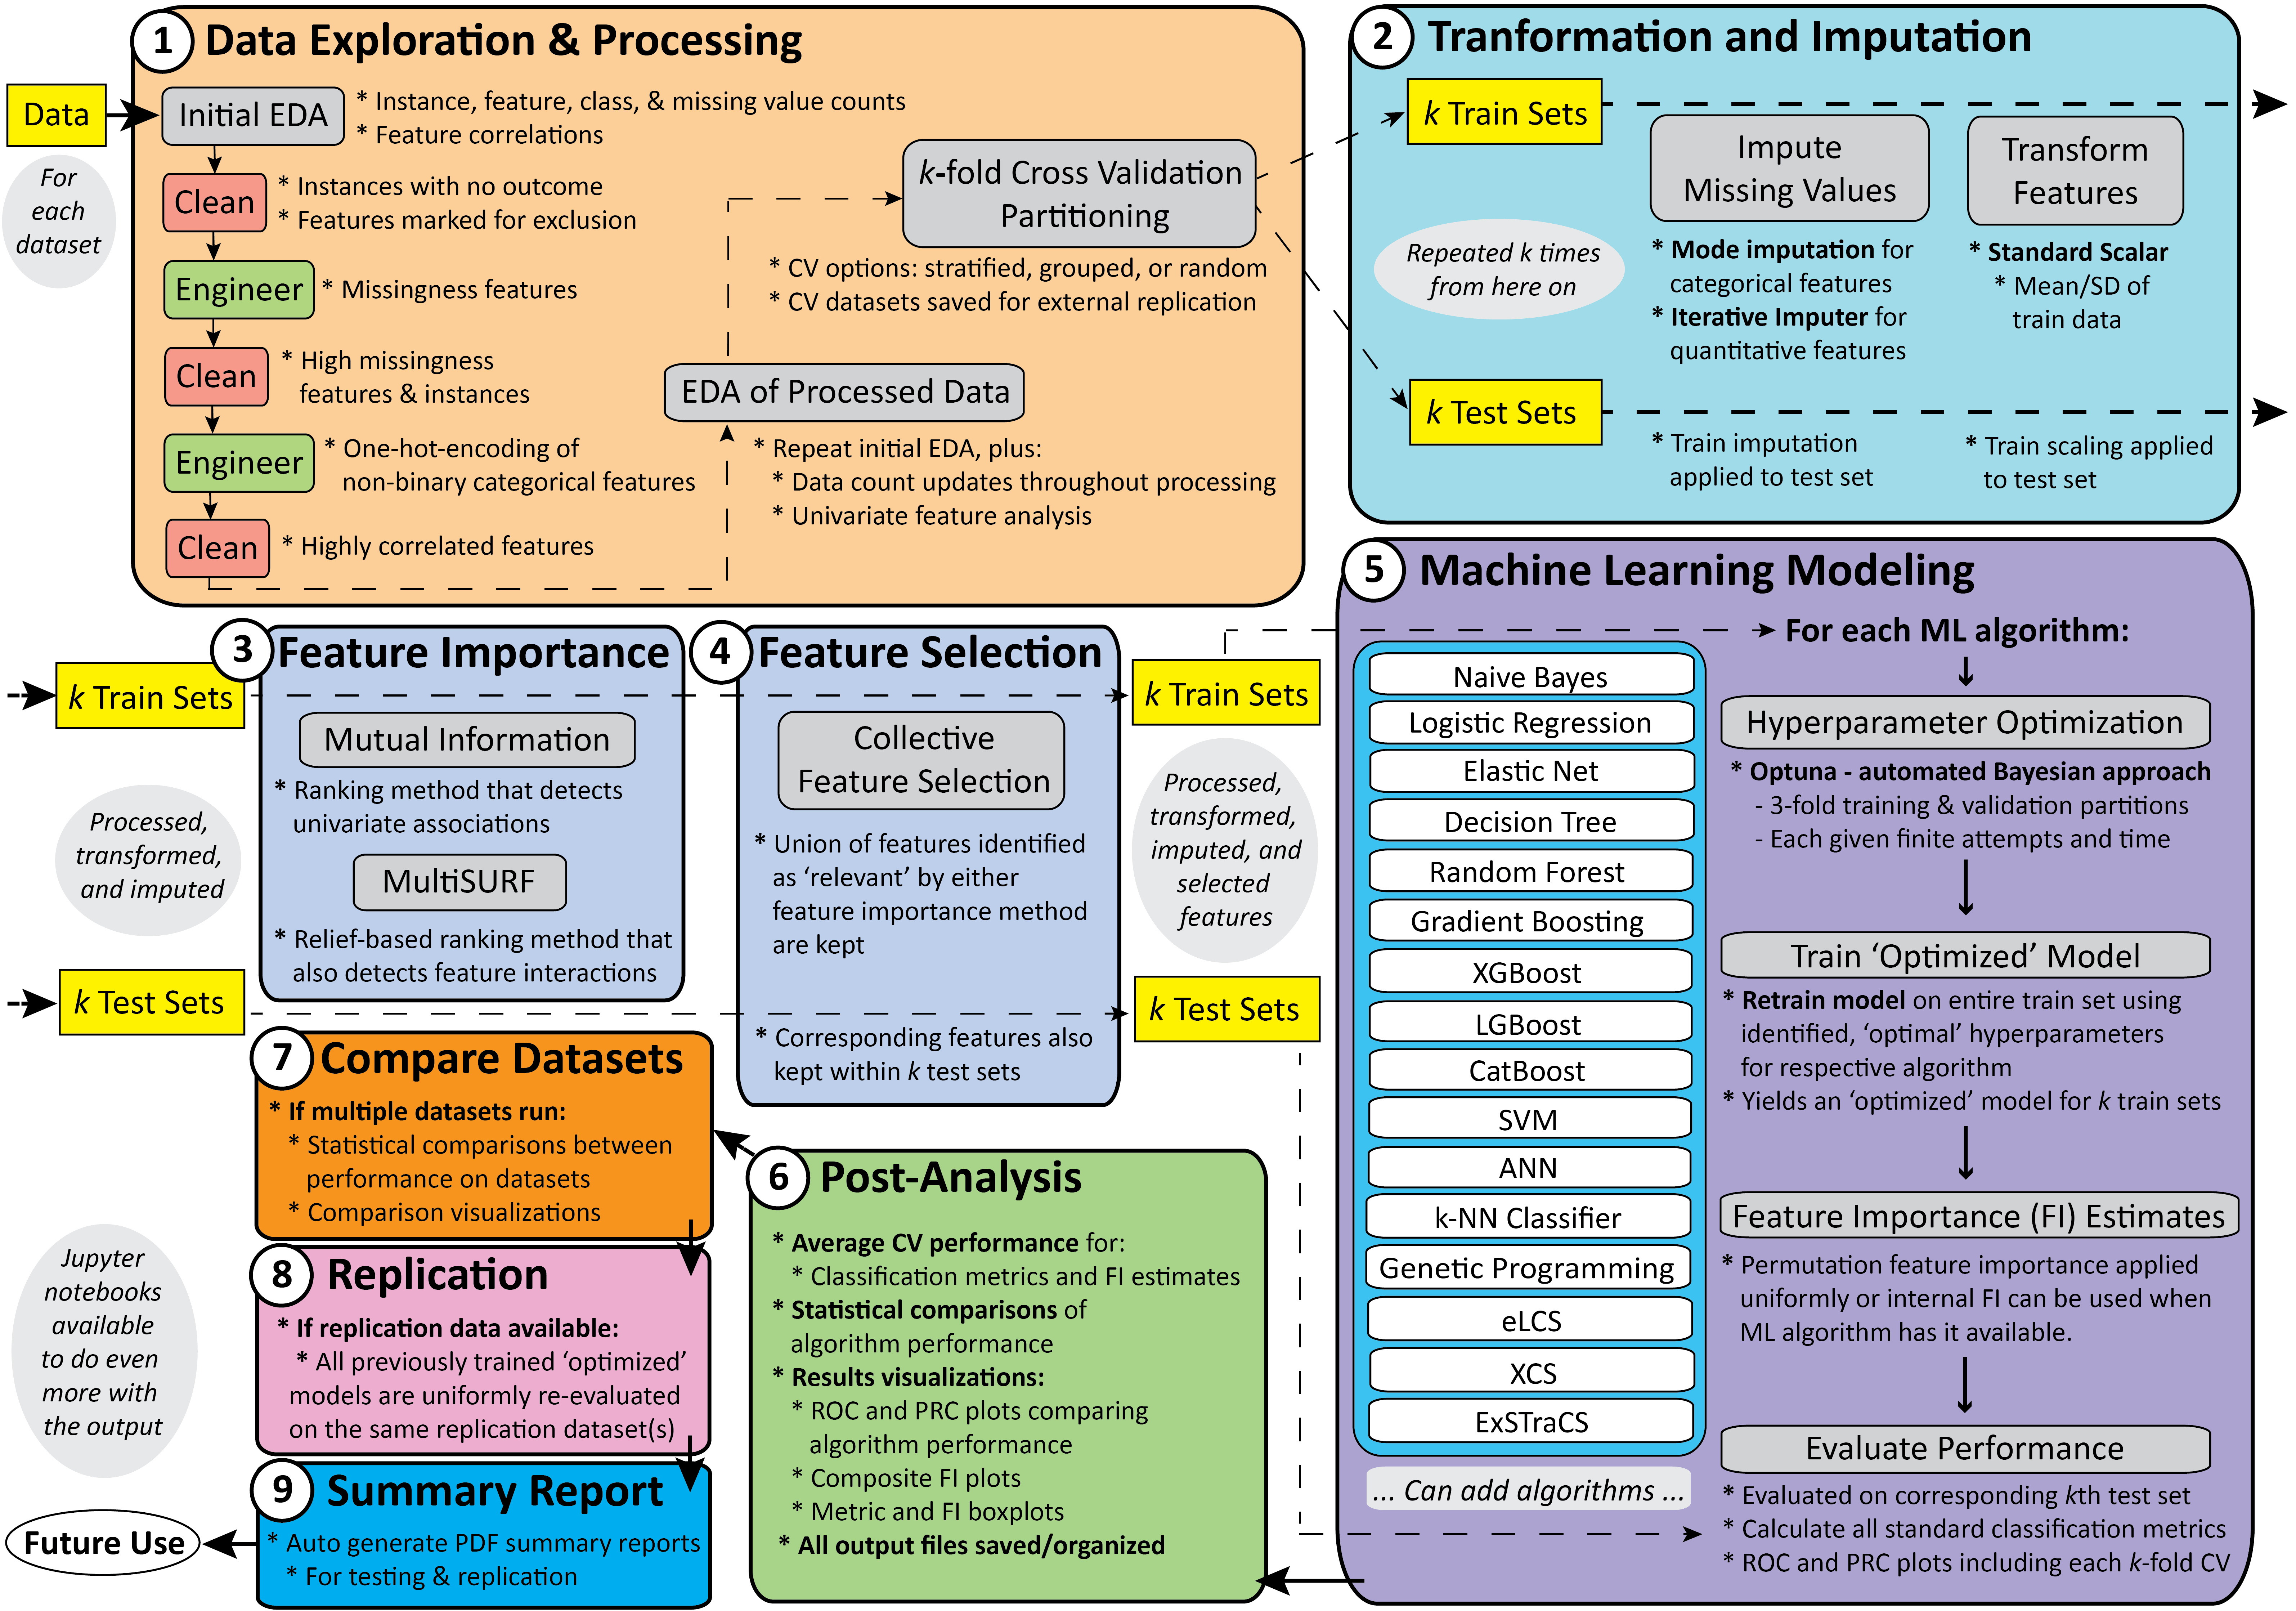 1 Data Exploration & Processing
Data
For
each
dataset
Initial EDA
* Instance, feature, class, & missing value counts
* Feature correlations
Clean
* Instances with no outcome
* Features marked for exclusion
Engineer
* Missingness features
Clean
* High missingness
features & instances
Engineer
* One-hot-encoding of
non-binary categorical features
Clean
* Highly correlated features
EDA of Processed Data
* Repeat initial EDA, plus:
* Data count updates throughout processing
* Univariate feature analysis
k-fold Cross Validation
Partitioning
* CV options: stratified, grouped, or random
* CV datasets saved for external replication
2 Tranformation and Imputation
k Train Sets
Impute
Missing Values
Transform
Features
Repeated k times
from here on
* Mode imputation for
categorical features
* Iterative Imputer for
quantitative features
* Standard Scalar
* Mean/SD of
train data
k Test Sets
* Train imputation
applied to test set
* Train scaling applied
to test set
3 Feature Importance
k Train Sets
Processed,
transformed,
and imputed
k Test Sets
Mutual Information
* Ranking method that detects
univariate associations
MultiSURF
* Relief-based ranking method that
also detects feature interactions
4 Feature Selection
Collective
Feature Selection
* Union of features identified
as ‘relevant’ by either
feature importance method
are kept
* Corresponding features also
kept within k test sets
k Train Sets
Processed,
transformed,
imputed, and
selected
features
k Test Sets
5 Machine Learning Modeling
Naive Bayes
Logistic Regression
Elastic Net
Decision Tree
Random Forest
Gradient Boosting
XGBoost
LGBoost
CatBoost
SVM
ANN
k-NN Classifier
Genetic Programming
eLCS
XCS
ExSTraCS
... Can add algorithms ...
For each ML algorithm:
Hyperparameter Optimization
* Optuna - automated Bayesian approach
- 3-fold training & validation partitions
- Each given finite attempts and time
Train ‘Optimized’ Model
* Retrain model on entire train set using
identified, ‘optimal’ hyperparameters
for respective algorithm
* Yields an ‘optimized’ model for k train sets
Feature Importance (FI) Estimates
* Permutation feature importance applied
uniformly or internal FI can be used when
ML algorithm has it available.
Evaluate Performance
* Evaluated on corresponding kth test set
* Calculate all standard classification metrics
* ROC and PRC plots including each k-fold CV
6 Post-Analysis
* Average CV performance for:
* Classification metrics and FI estimates
* Statistical comparisons of
algorithm performance
* Results visualizations:
* ROC and PRC plots comparing
algorithm performance
* Composite FI plots
* Metric and FI boxplots
* All output files saved/organized
7 Compare Datasets
* If multiple datasets run:
* Statistical comparisons between
performance on datasets
* Comparison visualizations
8 Replication
* If replication data available:
* All previously trained ‘optimized’
models are uniformly re-evaluated
on the same replication dataset(s)
9 Summary Report
* Auto generate PDF summary reports
* For testing & replication
Jupyter
notebooks
available
to do even
more with
the output
Future Use